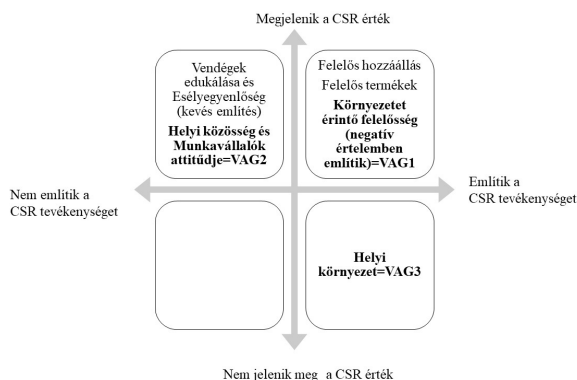 Megjelenik a CSR érték
Vendégek
edukálása és
Esélyegyenlőség
(kevés említés)
Helyi közösség és
Munkavállalók
attitűdje=VAG2
Felelős hozzáállás
Felelős termékek
Környezetet
érintő felelősség
(negatív
értelemben
említik)=VAG1
Nem említik a
CSR tevékenységet
Említik a
CSR tevékenységet
Helyi
környezet=VAG3
Nem jelenik meg a CSR érték